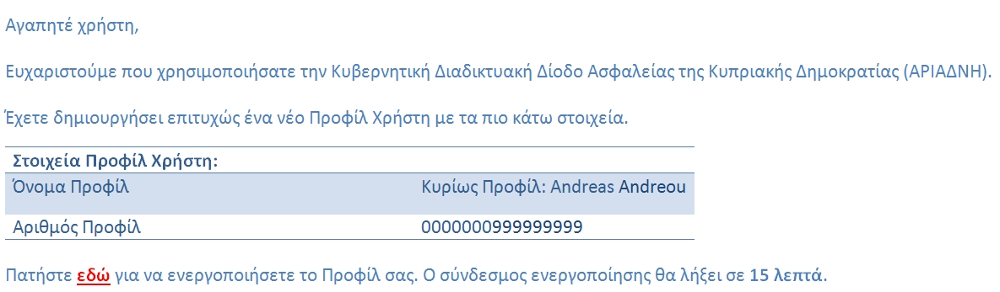 Αγαπητέ χρήστη,
Ευχαριστούμε που χρησιμοποιήσατε την Κυβερνητική Διαδικτυακή Δίοδο Ασφαλείας της Κυπριακής Δημοκρατίας (ΑΡΙΑΔΝΗ).
Έχετε δημιουργήσει επιτυχώς ένα νέο Προφίλ Χρήστη με τα πιο κάτω στοιχεία.
Στοιχεία Προφίλ Χρήστη:
Όνομα Προφίλ Κυρίως Προφίλ: Andreas Andreou
Αριθμός Προφίλ 0000000999999999
Πατήστε εδώ για να ενεργοποιήσετε το Προφίλ σας. Ο σύνδεσμος ενεργοποίησης θα λήξει σε 15 λεπτά.